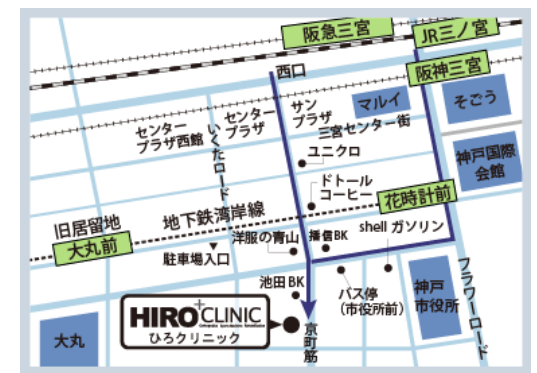 阪急三宮
JR三ノ宮
阪神三宮
西口
マルイ
そごう
センター
プラザ西館
いくたロード
センター
プラザ
サン
プラザ
三宮センター街
ユニクロ
神戸国際
会館
ドトール
コーヒー
花時計前
旧居留地
大丸前
地下鉄湾岸線
駐車場入口
洋服の青山
播信BK
shell ガソリン
池田BK
バス停
（市役所前）
神戸
市役所
フラワーロード
大丸
HIRO+CLINIC
ひろクリニック
京町筋